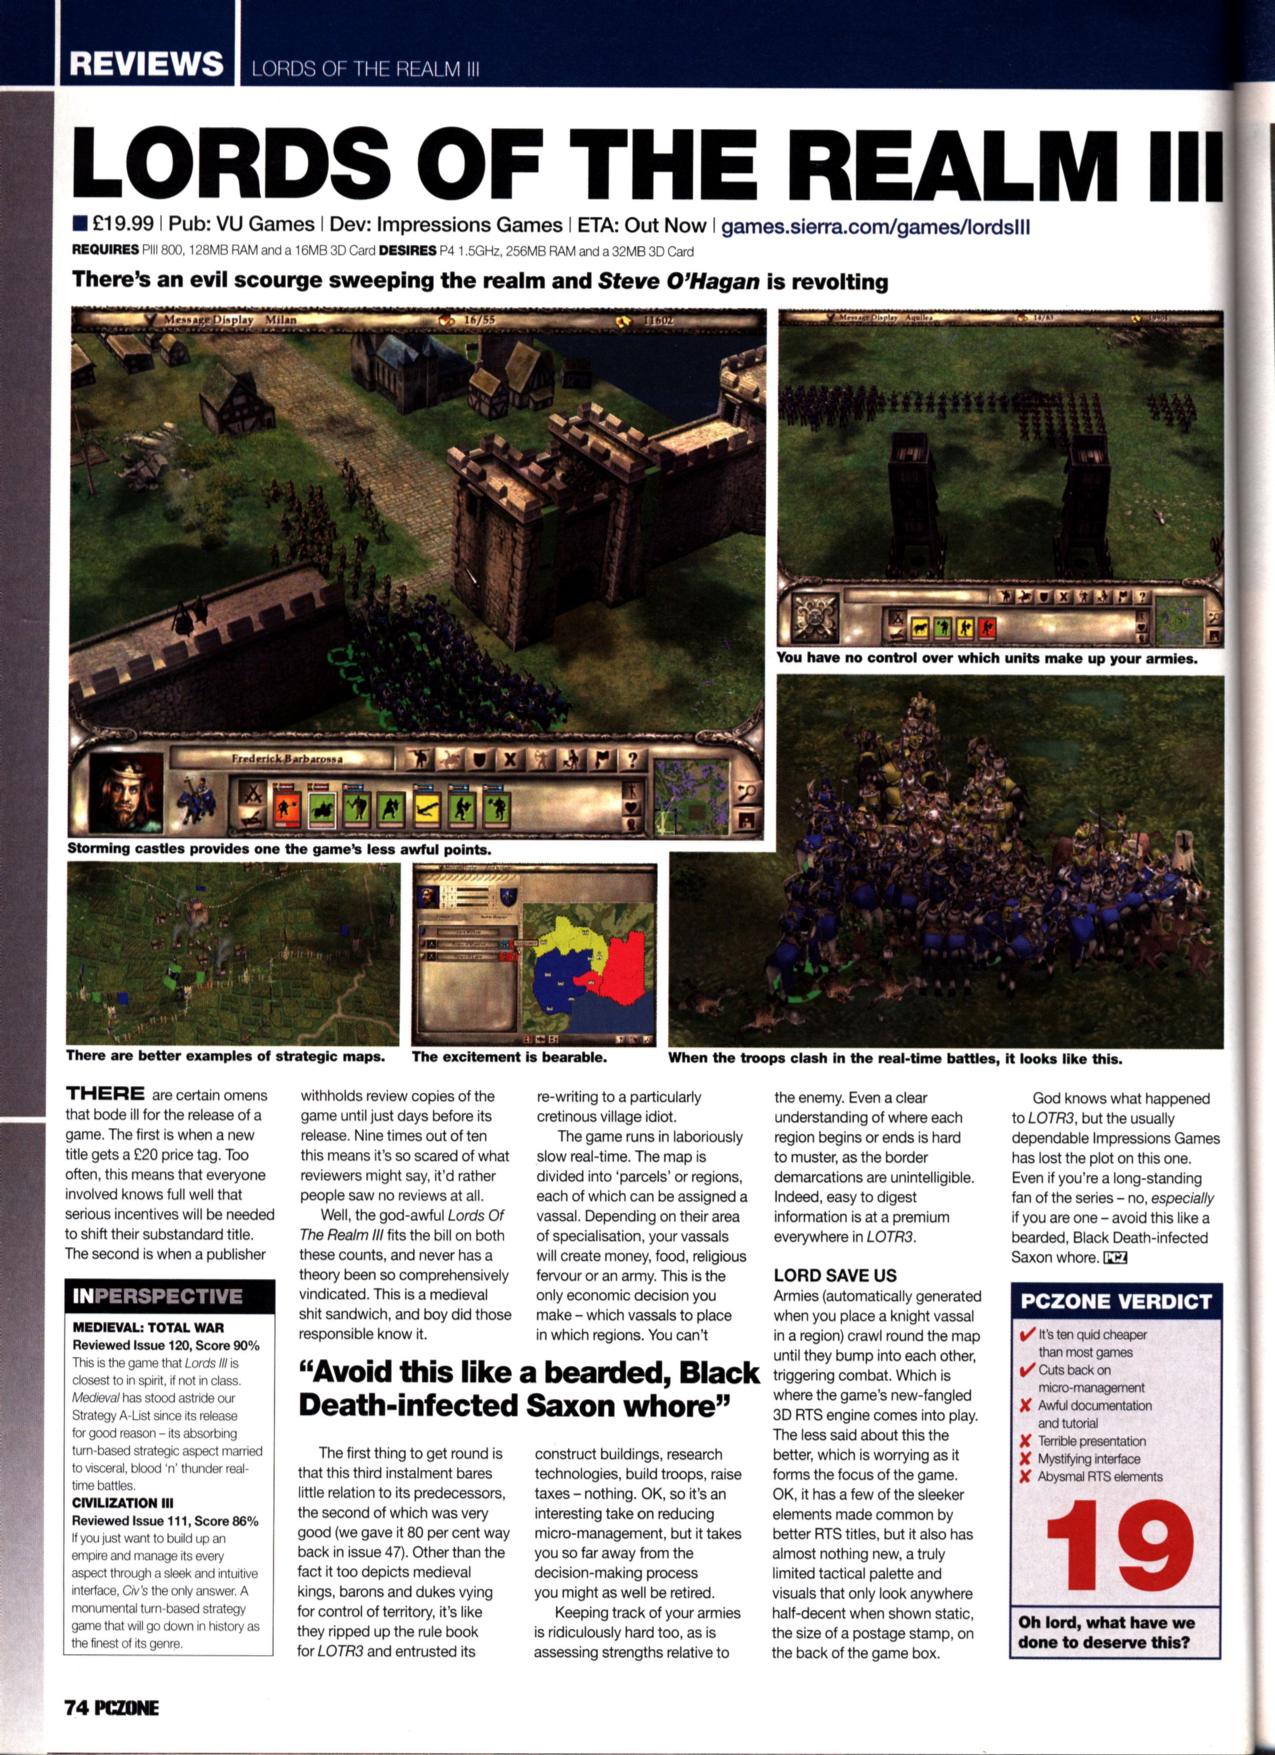 REVIEWS
LORDS OF THE REALM III
LORDS OF THE REALM III
£19.99 | Pub: VU Games | Dev: Impressions Games | ETA: Out Now | games.sierra.com/games/lordsIII
REQUIRES PIII 800, 128MB RAM and a 16MB 3D Card DESIRES P4 1.5GHz, 256MB RAM and a 32MB 3D Card
There's an evil scourge sweeping the realm and Steve O'Hagan is revolting
Message Display Milan
16/55
11602
Frederick Barbarossa
?
Storming castles provides one the game's less awful points.
Message Display Aquilea
14/83
?
You have no control over which units make up your armies.
There are better examples of strategic maps.
The excitement is bearable.
When the troops clash in the real-time battles, it looks like this.
THERE are certain omens
that bode ill for the release of a
game. The first is when a new
title gets a £20 price tag. Too
often, this means that everyone
involved knows full well that
serious incentives will be needed
to shift their substandard title.
The second is when a publisher
withholds review copies of the
game until just days before its
release. Nine times out of ten
this means it's so scared of what
reviewers might say, it'd rather
people saw no reviews at all.
Well, the god-awful Lords Of
The Realm III fits the bill on both
these counts, and never has a
theory been so comprehensively
vindicated. This is a medieval
shit sandwich, and boy did those
responsible know it.
"Avoid this like a bearded, Black
Death-infected Saxon whore"
The first thing to get round is
that this third instalment bares
little relation to its predecessors,
the second of which was very
good (we gave it 80 per cent way
back in issue 47). Other than the
fact it too depicts medieval
kings, barons and dukes vying
for control of territory, it's like
they ripped up the rule book
for LOTR3 and entrusted its
re-writing to a particularly
cretinous village idiot.
The game runs in laboriously
slow real-time. The map is
divided into 'parcels' or regions,
each of which can be assigned a
vassal. Depending on their area
of specialisation, your vassals
will create money, food, religious
fervour or an army. This is the
only economic decision you
make – which vassals to place
in which regions. You can't
construct buildings, research
technologies, build troops, raise
taxes – nothing. OK, so it's an
interesting take on reducing
micro-management, but it takes
you so far away from the
decision-making process
you might as well be retired.
Keeping track of your armies
is ridiculously hard too, as is
assessing strengths relative to
the enemy. Even a clear
understanding of where each
region begins or ends is hard
to muster, as the border
demarcations are unintelligible.
Indeed, easy to digest
information is at a premium
everywhere in LOTR3.
LORD SAVE US
Armies (automatically generated
when you place a knight vassal
in a region) crawl round the map
until they bump into each other,
triggering combat. Which is
where the game's new-fangled
3D RTS engine comes into play.
The less said about this the
better, which is worrying as it
forms the focus of the game.
OK, it has a few of the sleeker
elements made common by
better RTS titles, but it also has
almost nothing new, a truly
limited tactical palette and
visuals that only look anywhere
half-decent when shown static,
the size of a postage stamp, on
the back of the game box.
God knows what happened
to LOTR3, but the usually
dependable Impressions Games
has lost the plot on this one.
Even if you're a long-standing
fan of the series – no, especially
if you are one – avoid this like a
bearded, Black Death-infected
Saxon whore. PCZ
INPERSPECTIVE
MEDIEVAL: TOTAL WAR
Reviewed Issue 120, Score 90%
This is the game that Lords III is
closest to in spirit, if not in class.
Medieval has stood astride our
Strategy A-List since its release
for good reason – its absorbing
turn-based strategic aspect married
to visceral, blood 'n' thunder real-
time battles.
CIVILIZATION III
Reviewed Issue 111, Score 86%
If you just want to build up an
empire and manage its every
aspect through a sleek and intuitive
interface, Civ's the only answer. A
monumental turn-based strategy
game that will go down in history as
the finest of its genre.
PCZONE VERDICT
It's ten quid cheaper
than most games
Cuts back on
micro-management
Awful documentation
and tutorial
Terrible presentation
Mystifying interface
Abysmal RTS elements
19
Oh lord, what have we
done to deserve this?
74 PCZONE